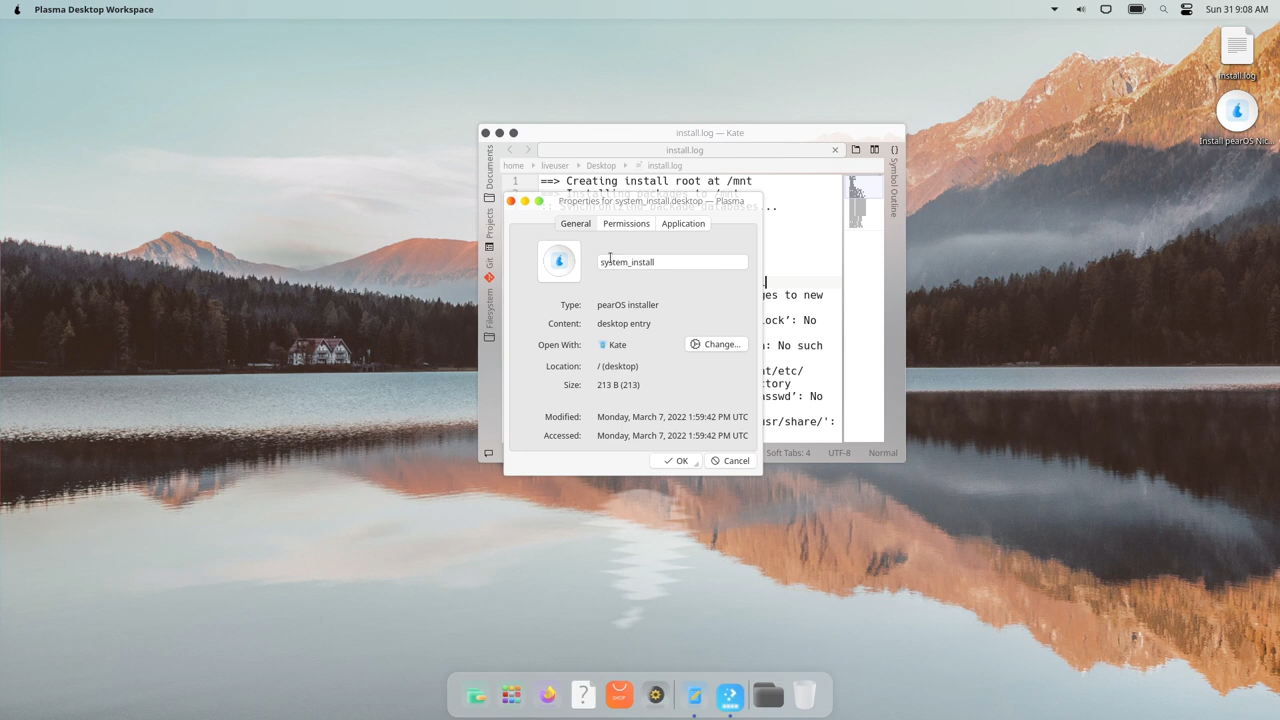 Plasma Desktop Workspace
Sun 31 9:08 AM
install.log
Install pearOS Nic...
install.log — Kate
install.log
home
liveuser
Desktop
install.log
Documents
Projects
Git
Filesystem
Symbol Outline
1 ==> Creating install root at /mnt
Properties for system_install.desktop — Plasma
General Permissions Application
system_install
Type: pearOS installer
Content: desktop entry
Open With: Kate
Change...
Location: / (desktop)
Size: 213 B (213)
Modified: Monday, March 7, 2022 1:59:42 PM UTC
Accessed: Monday, March 7, 2022 1:59:42 PM UTC
OK Cancel
to new
No
No such
asswd’: No
usr/share/':
Soft Tabs: 4 UTF-8 Normal
SHOP